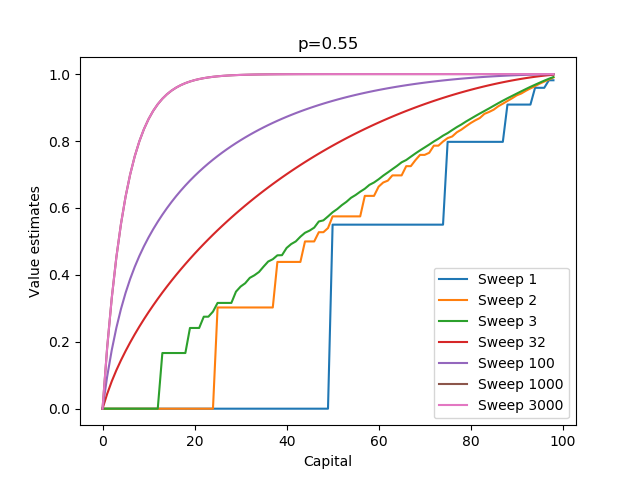 p=0.55
1.0
0.8
0.6
0.4
0.2
0.0
Value estimates
0 20 40 60 80 100
Capital
Sweep 1
Sweep 2
Sweep 3
Sweep 32
Sweep 100
Sweep 1000
Sweep 3000